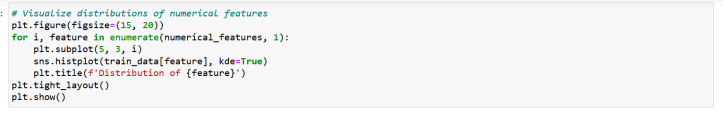 : # Visualize distributions of numerical features
plt.figure(figsize=(15, 20))
for i, feature in enumerate(numerical_features, 1):
    plt.subplot(5, 3, i)
    sns.histplot(train_data[feature], kde=True)
    plt.title(f'Distribution of {feature}')
plt.tight_layout()
plt.show()